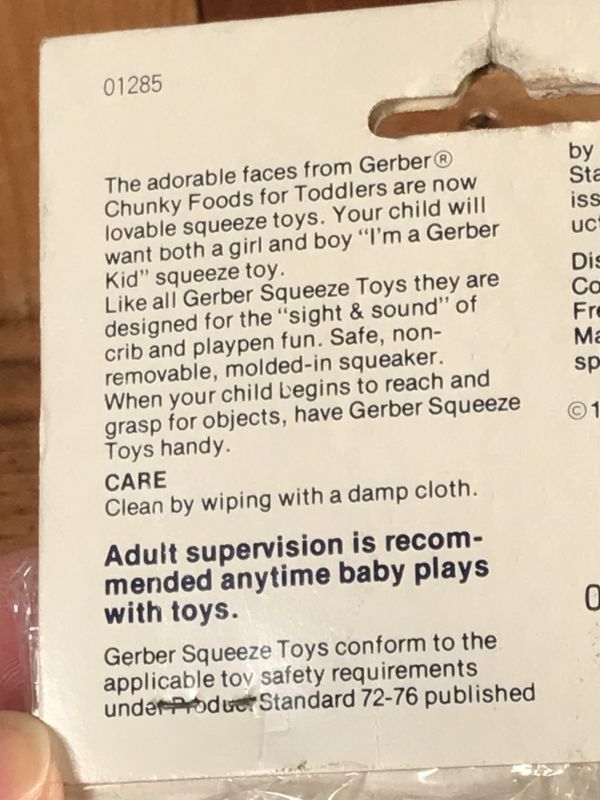 01285
The adorable faces from Gerber®
Chunky Foods for Toddlers are now
lovable squeeze toys. Your child will
want both a girl and boy "I'm a Gerber
Kid" squeeze toy.
Like all Gerber Squeeze Toys they are
designed for the "sight & sound" of
crib and playpen fun. Safe, non-
removable, molded-in squeaker.
When your child begins to reach and
grasp for objects, have Gerber Squeeze
Toys handy.
CARE
Clean by wiping with a damp cloth.
Adult supervision is recom-
mended anytime baby plays
with toys.
Gerber Squeeze Toys conform to the
applicable toy safety requirements
under Product Standard 72-76 published
by
Sta
iss
uct
Dis
Co
Fre
Ma
sp
©1
0